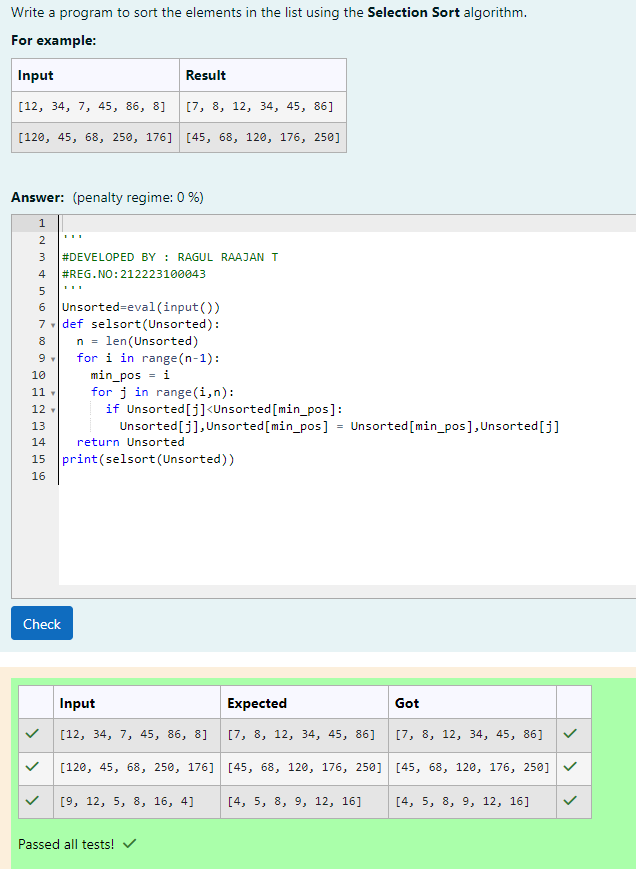 Write a program to sort the elements in the list using the Selection Sort algorithm.
For example:
Input Result
[12, 34, 7, 45, 86, 8] [7, 8, 12, 34, 45, 86]
[120, 45, 68, 250, 176] [45, 68, 120, 176, 250]
Answer: (penalty regime: 0 %)
1
2 '''
3 #DEVELOPED BY : RAGUL RAAJAN T
4 #REG.NO:212223100043
5 '''
6 Unsorted=eval(input())
7 def selsort(Unsorted):
8   n = len(Unsorted)
9   for i in range(n-1):
10     min_pos = i
11     for j in range(i,n):
12       if Unsorted[j]<Unsorted[min_pos]:
13         Unsorted[j],Unsorted[min_pos] = Unsorted[min_pos],Unsorted[j]
14   return Unsorted
15 print(selsort(Unsorted))
16
Check
Input Expected Got
[12, 34, 7, 45, 86, 8] [7, 8, 12, 34, 45, 86] [7, 8, 12, 34, 45, 86]
[120, 45, 68, 250, 176] [45, 68, 120, 176, 250] [45, 68, 120, 176, 250]
[9, 12, 5, 8, 16, 4] [4, 5, 8, 9, 12, 16] [4, 5, 8, 9, 12, 16]
Passed all tests!